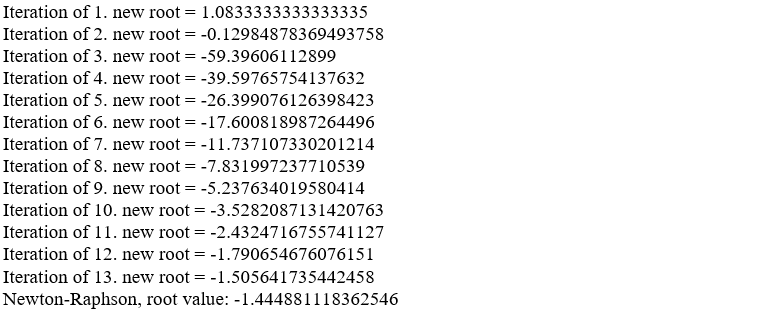 Iteration of 1. new root = 1.0833333333333335
Iteration of 2. new root = -0.12984878369493758
Iteration of 3. new root = -59.39606112899
Iteration of 4. new root = -39.59765754137632
Iteration of 5. new root = -26.399076126398423
Iteration of 6. new root = -17.600818987264496
Iteration of 7. new root = -11.737107330201214
Iteration of 8. new root = -7.831997237710539
Iteration of 9. new root = -5.237634019580414
Iteration of 10. new root = -3.5282087131420763
Iteration of 11. new root = -2.4324716755741127
Iteration of 12. new root = -1.790654676076151
Iteration of 13. new root = -1.505641735442458
Newton-Raphson, root value: -1.444881118362546